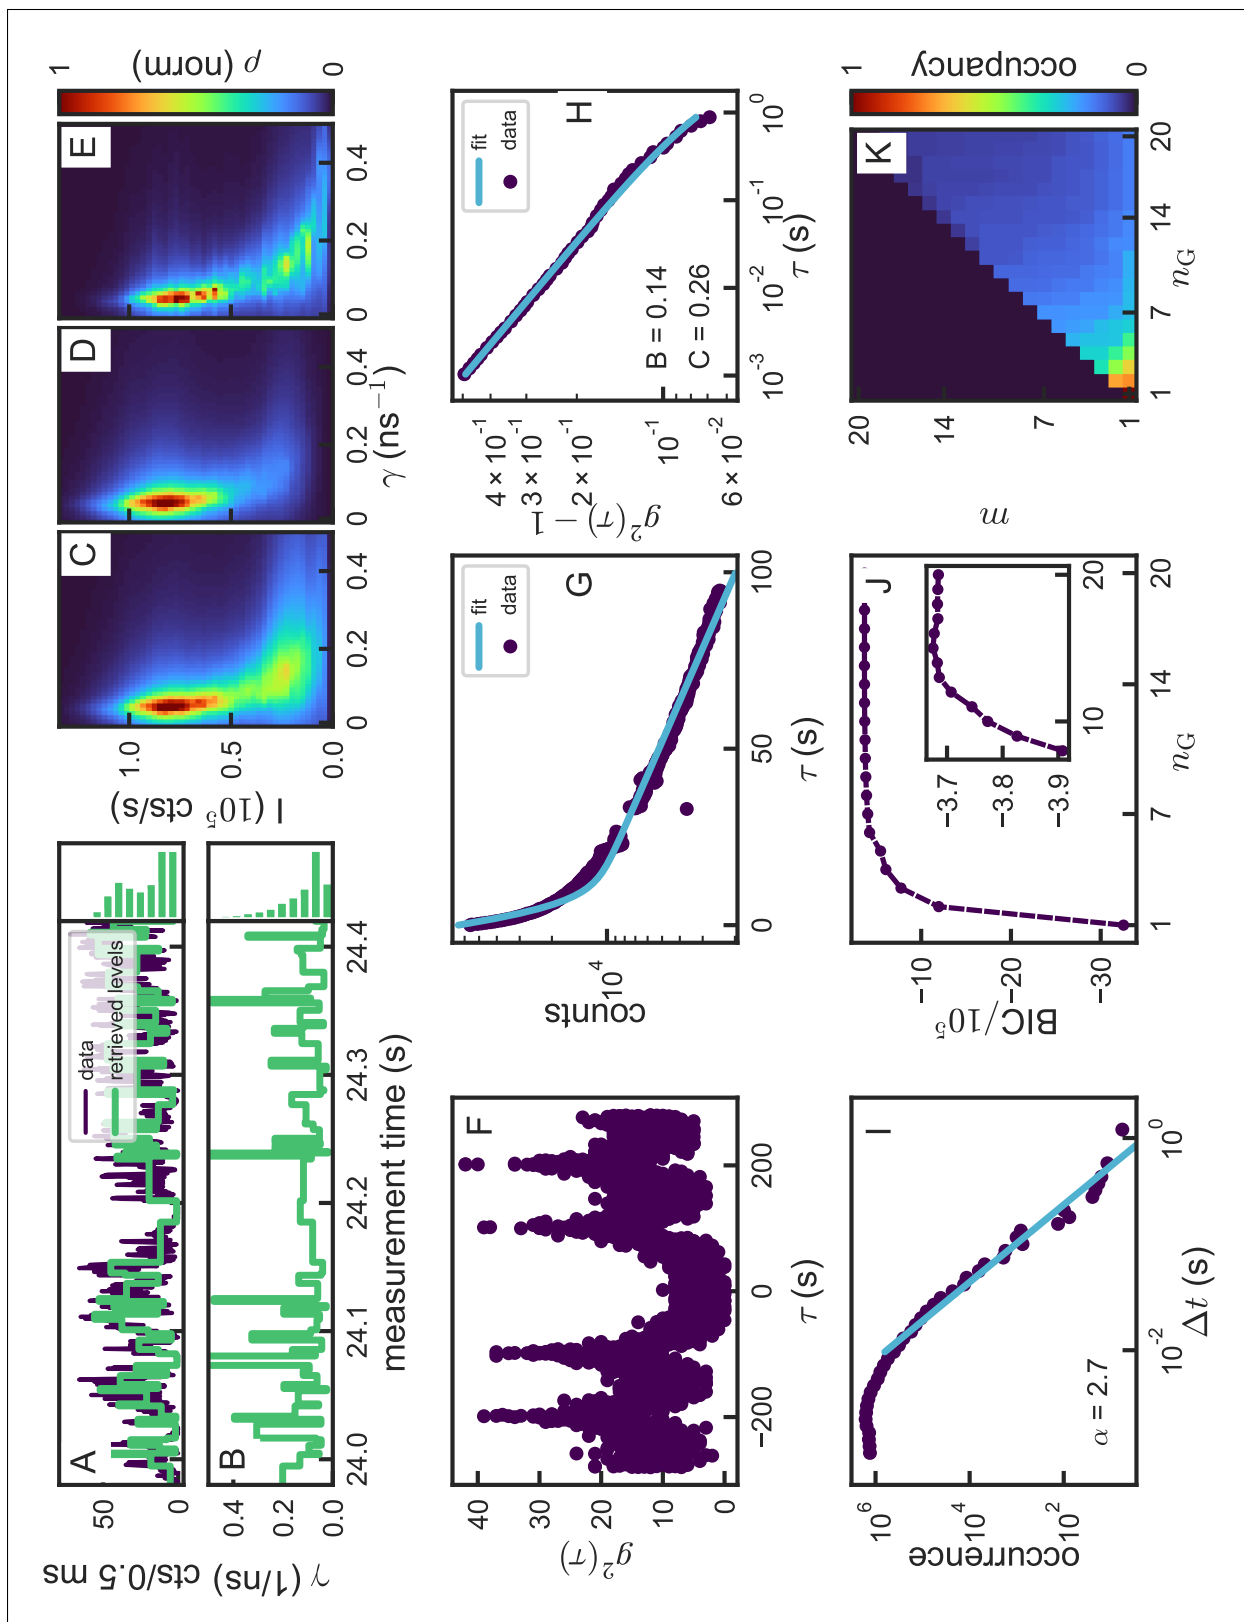 A
50
0
cts/0.5 ms
data
retrieved levels
B
0.4
0.2
0.0
γ (1/ns)
24.0
24.1
24.2
24.3
24.4
measurement time (s)
C
D
E
1.0
0.5
0.0
I (10⁵ cts/s)
0
0.2
0.4
0
0.2
0.4
0
0.2
0.4
γ (ns⁻¹)
1
0
ρ (norm)
F
40
30
20
10
0
g²(τ)
−200
0
200
τ (s)
G
fit
data
10⁴
counts
0
50
100
τ (s)
H
fit
data
4 × 10⁻¹
3 × 10⁻¹
2 × 10⁻¹
10⁻¹
6 × 10⁻²
g²(τ) − 1
B = 0.14
C = 0.26
10⁻³
10⁻²
10⁻¹
10⁰
τ (s)
I
10⁶
10⁴
10²
occurrence
α = 2.7
10⁻²
10⁰
Δt (s)
J
−10
−20
−30
BIC/10⁵
−3.7
−3.8
−3.9
10
20
1
7
14
20
n_G
K
20
14
7
1
m
1
7
14
20
n_G
1
0
occupancy